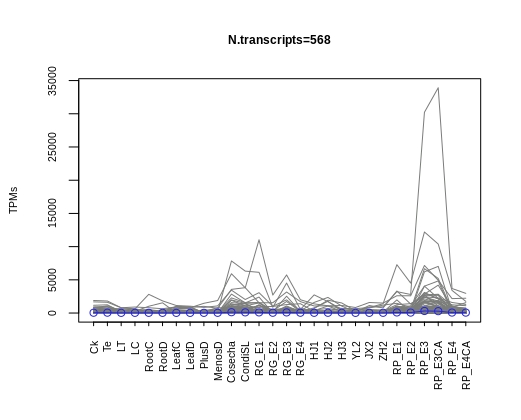 N.transcripts=568
TPMs
35000
25000
15000
5000
0
Ck
Te
LT
LC
RootC
RootD
LeafC
LeafD
PlusD
MenosD
Cosecha
CondiSL
RG_E1
RG_E2
RG_E3
RG_E4
HJ1
HJ2
HJ3
YL2
JX2
ZH2
RP_E1
RP_E2
RP_E3
RP_E3CA
RP_E4
RP_E4CA